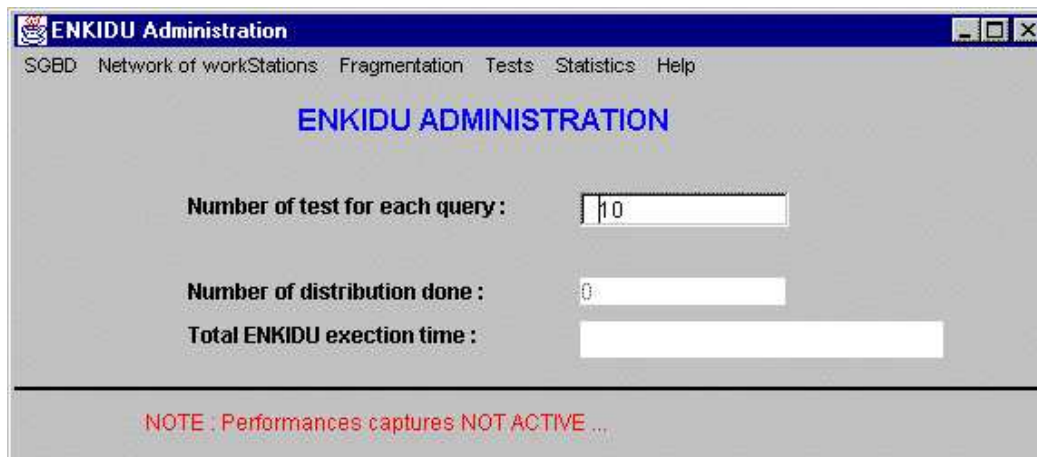 ENKIDU Administration
SGBD Network of workStations Fragmentation Tests Statistics Help
ENKIDU ADMINISTRATION
Number of test for each query : 10
Number of distribution done : 0
Total ENKIDU exection time :
NOTE : Performances captures NOT ACTIVE ...